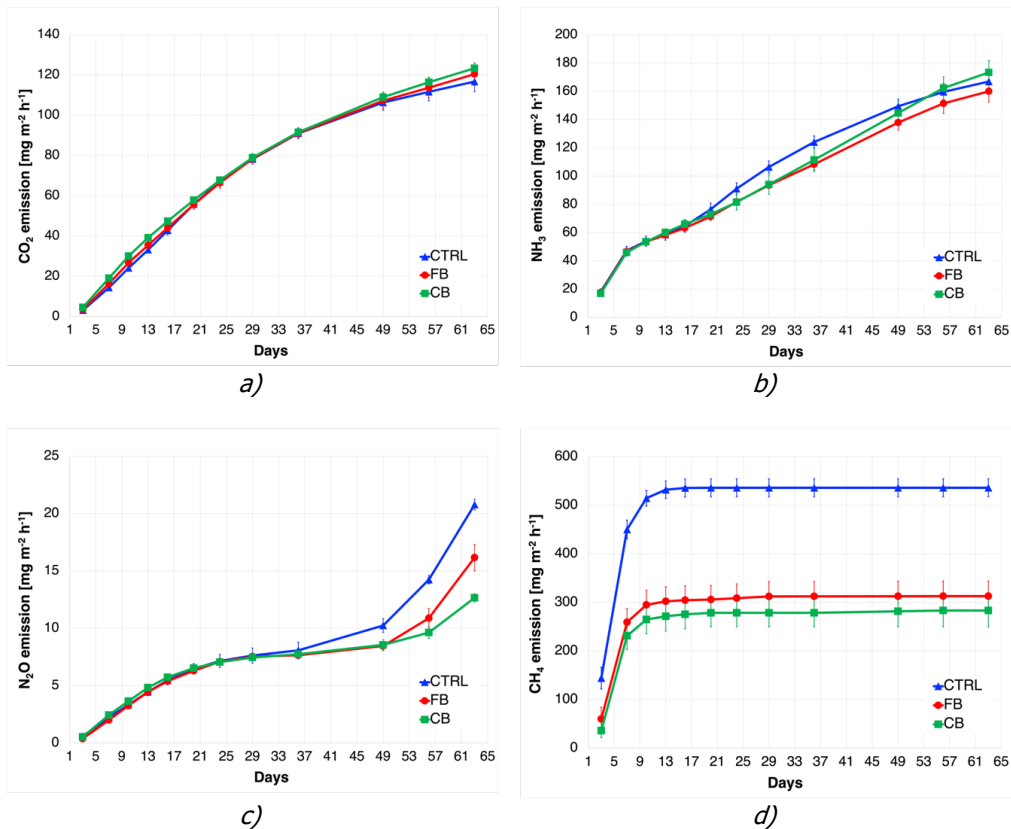 CO₂ emission [mg m⁻² h⁻¹]
140
120
100
80
60
40
20
0
CTRL
FB
CB
1 5 9 13 17 21 25 29 33 37 41 45 49 53 57 61 65
Days
a)
NH₃ emission [mg m⁻² h⁻¹]
200
180
160
140
120
100
80
60
40
20
0
CTRL
FB
CB
1 5 9 13 17 21 25 29 33 37 41 45 49 53 57 61 65
Days
b)
N₂O emission [mg m⁻² h⁻¹]
25
20
15
10
5
0
CTRL
FB
CB
1 5 9 13 17 21 25 29 33 37 41 45 49 53 57 61 65
Days
c)
CH₄ emission [mg m⁻² h⁻¹]
600
500
400
300
200
100
0
CTRL
FB
CB
1 5 9 13 17 21 25 29 33 37 41 45 49 53 57 61 65
Days
d)